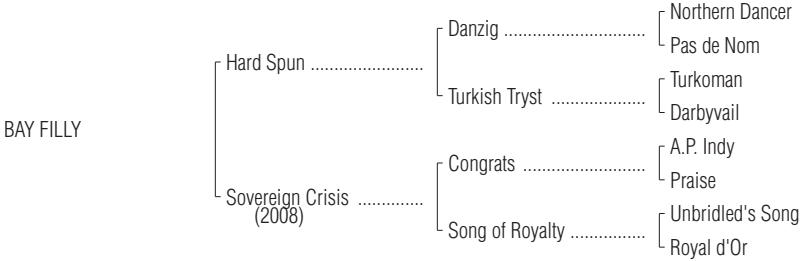 Northern Dancer
Danzig ..............................
Pas de Nom
Hard Spun ........................
Turkoman
Turkish Tryst ....................
Darbyvail
BAY FILLY
A.P. Indy
Congrats ..........................
Praise
Sovereign Crisis ..............
(2008)
Unbridled's Song
Song of Royalty ................
Royal d'Or